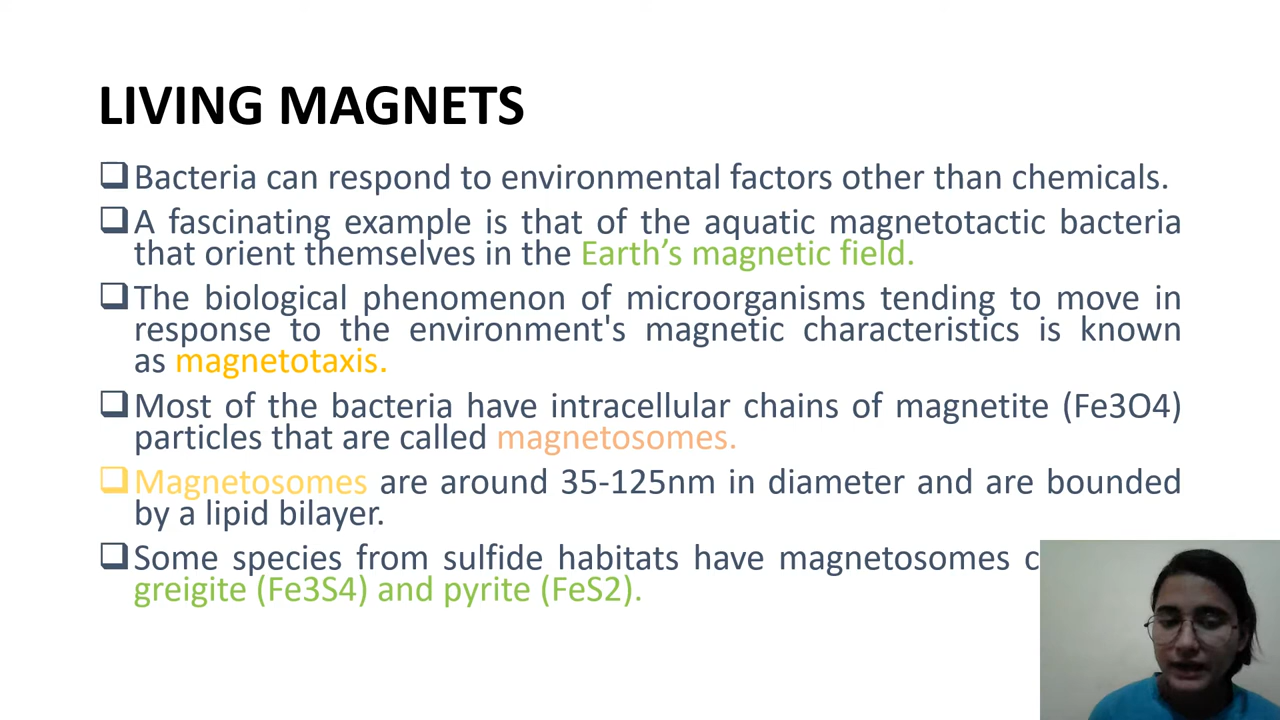 LIVING MAGNETS
Bacteria can respond to environmental factors other than chemicals.
A fascinating example is that of the aquatic magnetotactic bacteria
that orient themselves in the Earth’s magnetic field.
The biological phenomenon of microorganisms tending to move in
response to the environment's magnetic characteristics is known
as magnetotaxis.
Most of the bacteria have intracellular chains of magnetite (Fe3O4)
particles that are called magnetosomes.
Magnetosomes are around 35-125nm in diameter and are bounded
by a lipid bilayer.
Some species from sulfide habitats have magnetosomes
greigite (Fe3S4) and pyrite (FeS2).